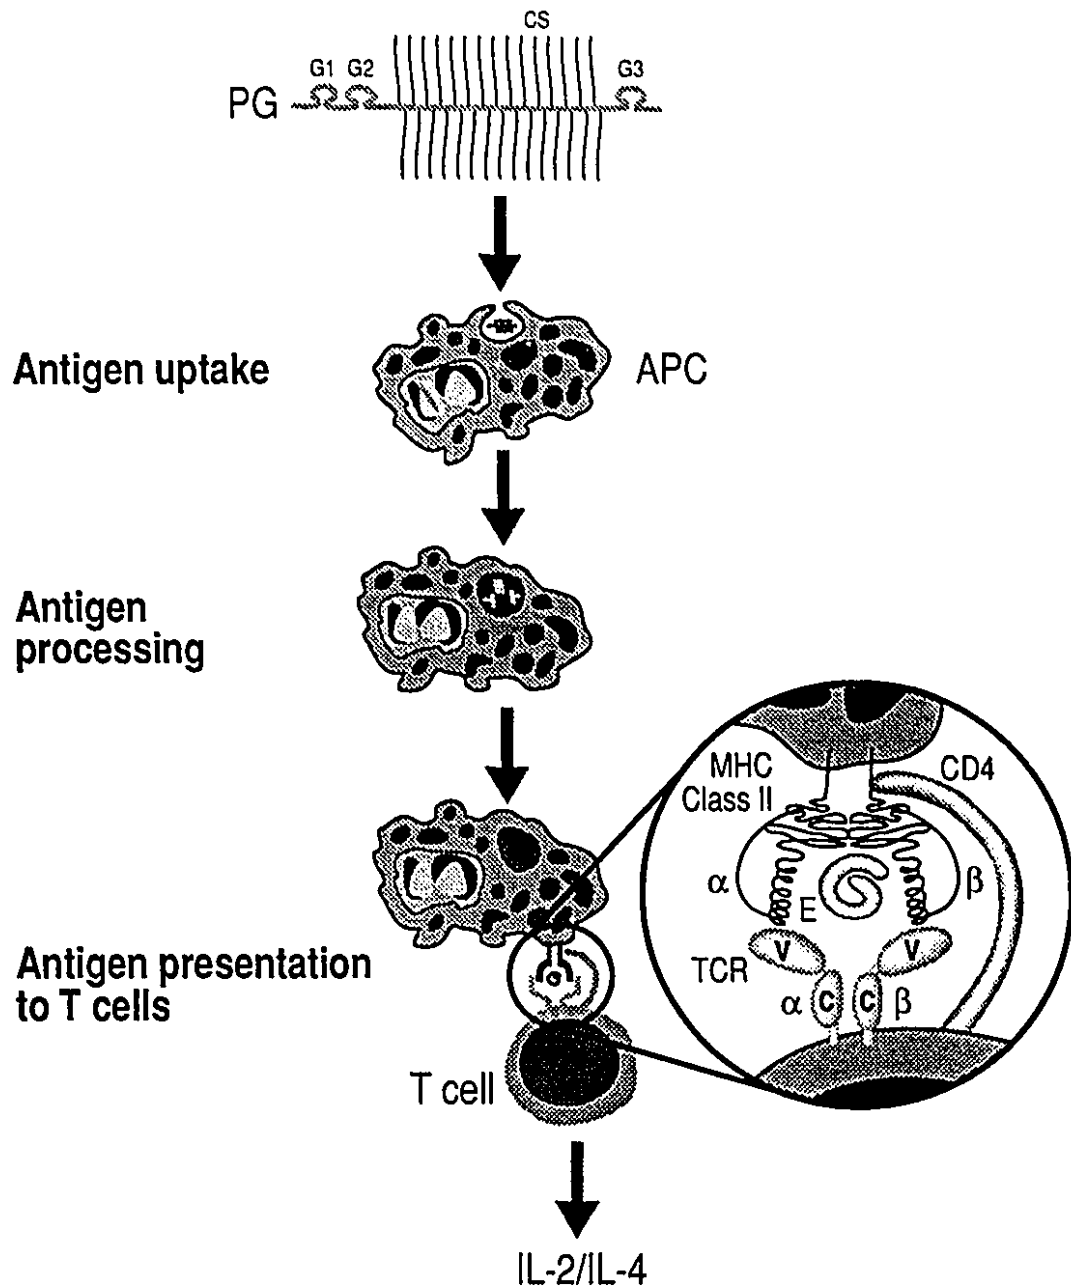 CS
G1 G2 G3
PG
Antigen uptake
APC
Antigen
processing
MHC
Class II
CD4
α
β
E
V V
TCR
α C C β
Antigen presentation
to T cells
T cell
IL-2/IL-4